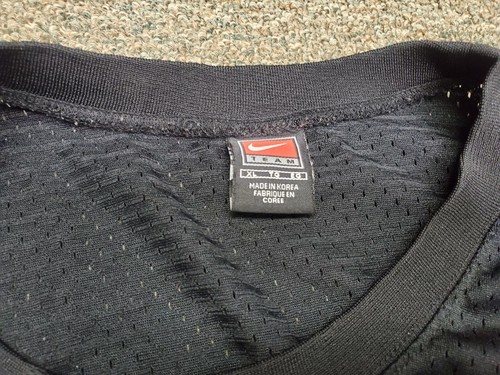 TEAM
XL TG EG
MADE IN KOREA
FABRIQUE EN
COREE